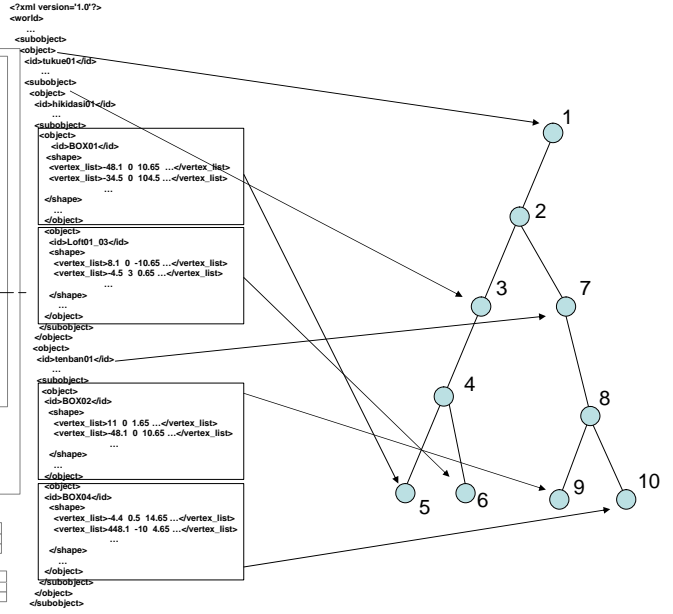 <?xml version='1.0'?>
<world>
...
<subobject>
<object>
<id>tukue01</id>
...
<subobject>
<object>
<id>hikidasi01</id>
...
<subobject>
<object>
<id>BOX01</id>
<shape>
<vertex_list>-48.1 0 10.65 ...</vertex_list>
<vertex_list>-34.5 0 104.5 ...</vertex_list>
...
</shape>
...
</object>
<object>
<id>Loft01_03</id>
<shape>
<vertex_list>8.1 0 -10.65 ...</vertex_list>
<vertex_list>-4.5 3 0.65 ...</vertex_list>
...
</shape>
...
</object>
</subobject>
</object>
<object>
<id>tenban01</id>
...
<subobject>
<object>
<id>BOX02</id>
<shape>
<vertex_list>11 0 1.65 ...</vertex_list>
<vertex_list>-48.1 0 10.65 ...</vertex_list>
...
</shape>
...
</object>
<object>
<id>BOX04</id>
<shape>
<vertex_list>-4.4 0.5 14.65 ...</vertex_list>
<vertex_list>448.1 -10 4.65 ...</vertex_list>
...
</shape>
...
</object>
</subobject>
</object>
</subobject>
1
2
3
7
4
8
5
6
9
10